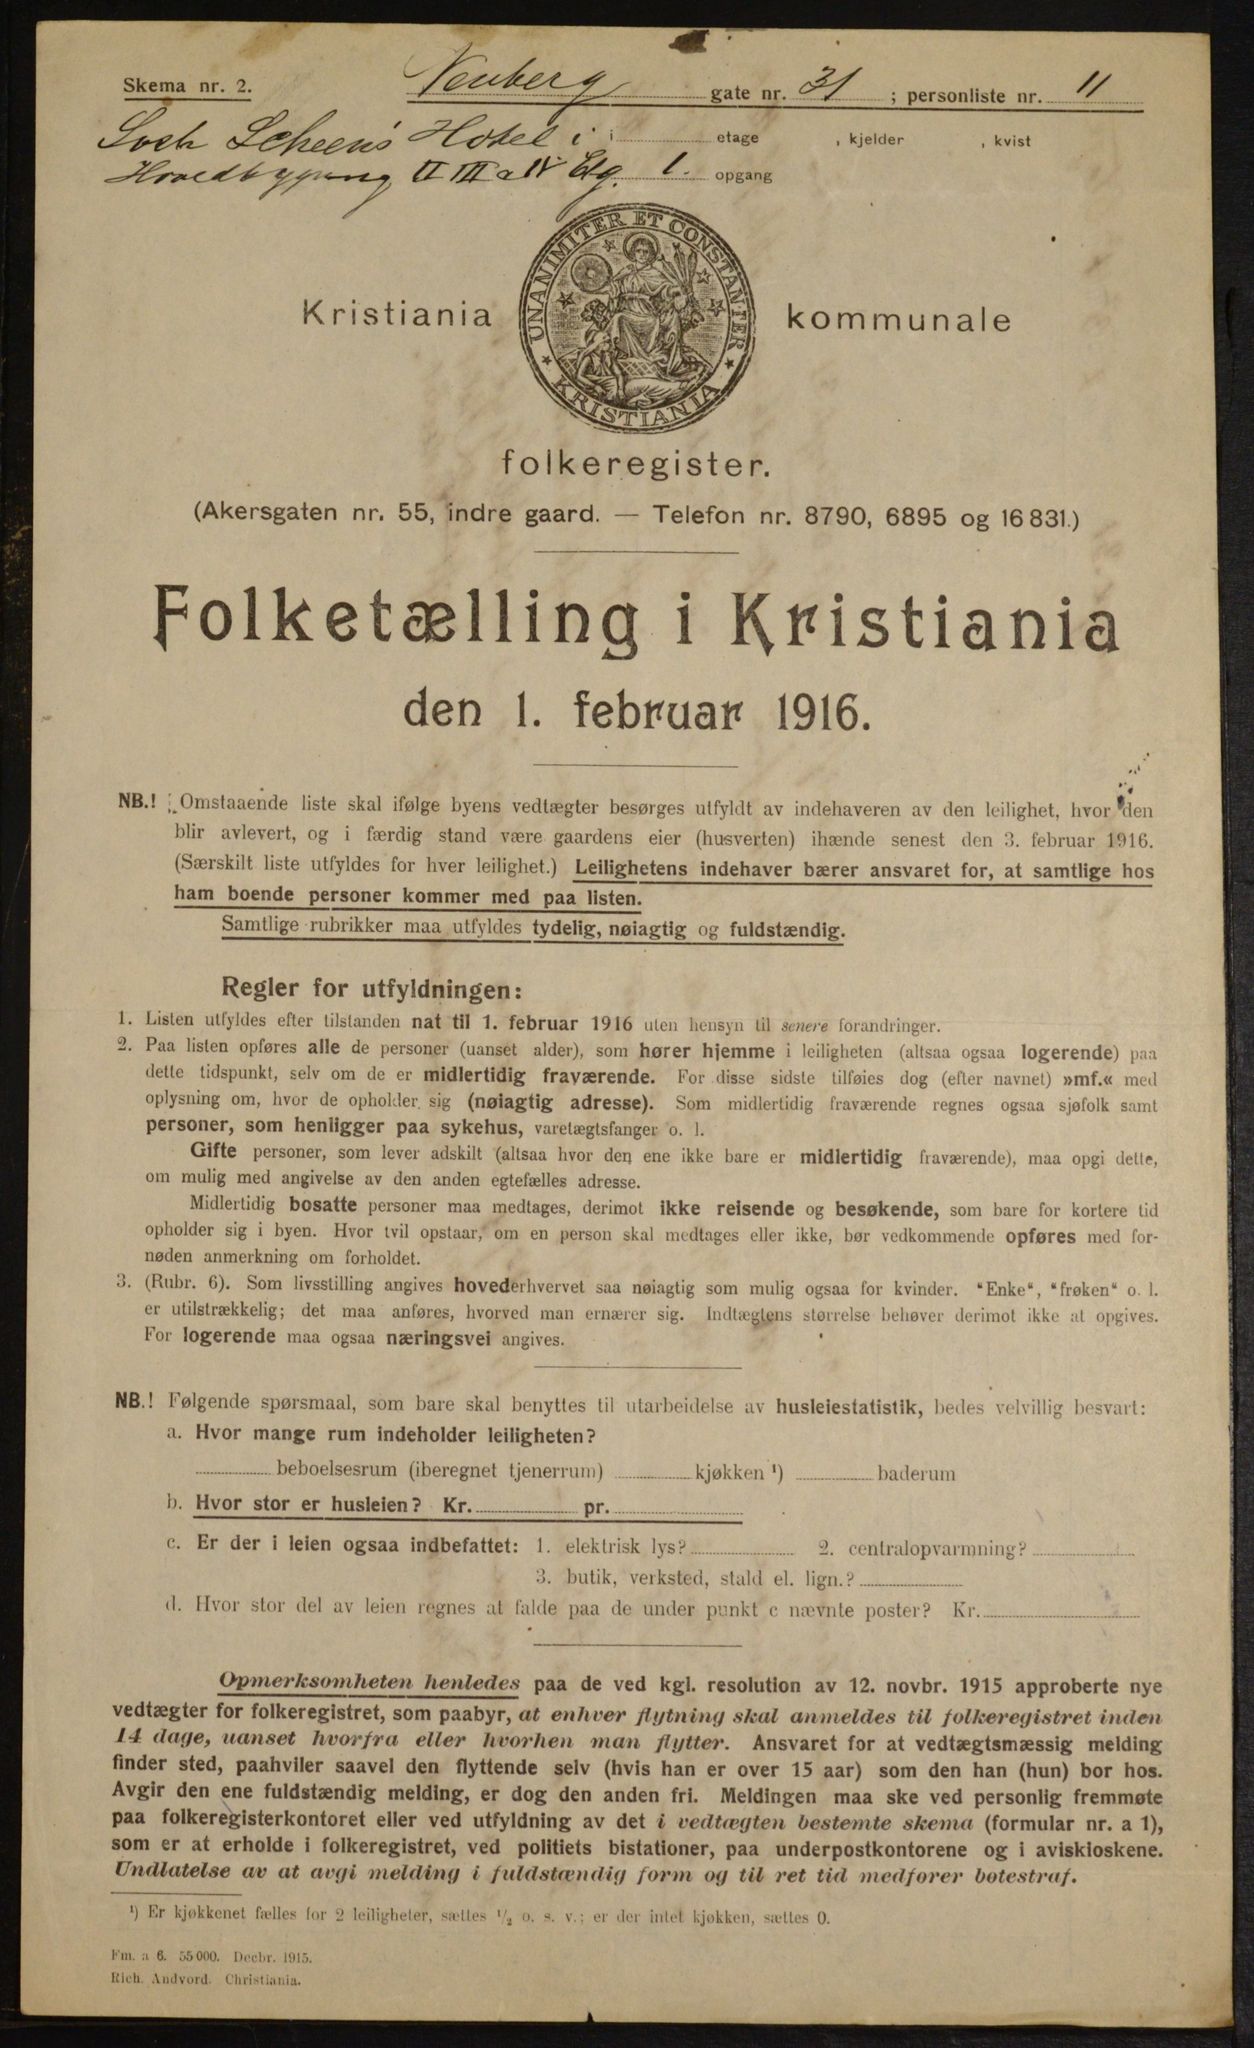 Skema nr. 2. Neuberg gate nr. 31 ; personliste nr. 11
Scheens Hotel i i etage , kjelder , kvist
II III a IV Etg. 1. opgang
UNANIMITER ET CONSTANTER
KRISTIANIA
Kristiania kommunale
folkeregister.
(Akersgaten nr. 55, indre gaard. — Telefon nr. 8790, 6895 og 16 831.)
Folketælling i Kristiania
den 1. februar 1916.
NB.! Omstaaende liste skal ifølge byens vedtægter besørges utfyldt av indehaveren av den leilighet, hvor den
blir avlevert, og i færdig stand være gaardens eier (husverten) ihænde senest den 3. februar 1916.
(Særskilt liste utfyldes for hver leilighet.) Leilighetens indehaver bærer ansvaret for, at samtlige hos
ham boende personer kommer med paa listen.
Samtlige rubrikker maa utfyldes tydelig, nøiagtig og fuldstændig.
Regler for utfyldningen:
1. Listen utfyldes efter tilstanden nat til 1. februar 1916 uten hensyn til senere forandringer.
2. Paa listen opføres alle de personer (uanset alder), som hører hjemme i leiligheten (altsaa ogsaa logerende) paa
dette tidspunkt, selv om de er midlertidig fraværende. For disse sidste tilføies dog (efter navnet) »mf.« med
oplysning om, hvor de opholder sig (nøiagtig adresse). Som midlertidig fraværende regnes ogsaa sjøfolk samt
personer, som henligger paa sykehus, varetægtsfanger o. l.
Gifte personer, som lever adskilt (altsaa hvor den ene ikke bare er midlertidig fraværende), maa opgi dette,
om mulig med angivelse av den anden egtefælles adresse.
Midlertidig bosatte personer maa medtages, derimot ikke reisende og besøkende, som bare for kortere tid
opholder sig i byen. Hvor tvil opstaar, om en person skal medtages eller ikke, bør vedkommende opføres med for-
nøden anmerkning om forholdet.
3. (Rubr. 6). Som livsstilling angives hovederhvervet saa nøiagtig som mulig ogsaa for kvinder. "Enke", "frøken" o. l.
er utilstrækkelig; det maa anføres, hvorved man ernærer sig. Indtægtens størrelse behøver derimot ikke at opgives.
For logerende maa ogsaa næringsvei angives.
NB.! Følgende spørsmaal, som bare skal benyttes til utarbeidelse av husleiestatistik, bedes velvillig besvart:
a. Hvor mange rum indeholder leiligheten?
beboelsesrum (iberegnet tjenerrum) kjøkken ¹) baderum
b. Hvor stor er husleien? Kr. pr.
c. Er der i leien ogsaa indbefattet: 1. elektrisk lys? 2. centralopvarmning?
3. butik, verksted, stald el. lign.?
d. Hvor stor del av leien regnes at falde paa de under punkt c nævnte poster? Kr.
Opmerksomheten henledes paa de ved kgl. resolution av 12. novbr. 1915 approberte nye
vedtægter for folkeregistret, som paabyr, at enhver flytning skal anmeldes til folkeregistret inden
14 dage, uanset hvorfra eller hvorhen man flytter. Ansvaret for at vedtægtsmæssig melding
finder sted, paahviler saavel den flyttende selv (hvis han er over 15 aar) som den han (hun) bor hos.
Avgir den ene fuldstændig melding, er dog den anden fri. Meldingen maa ske ved personlig fremmøte
paa folkeregisterkontoret eller ved utfyldning av det i vedtægten bestemte skema (formular nr. a 1),
som er at erholde i folkeregistret, ved politiets bistationer, paa underpostkontorene og i aviskioskene.
Undlatelse av at avgi melding i fuldstændig form og til ret tid medfører botestraf.
¹) Er kjøkkenet fælles for 2 leiligheter, sættes ½ o. s. v.; er der intet kjøkken, sættes 0.
Fm. a 6. 55 000. Decbr. 1915.
Rich. Andvord. Christiania.